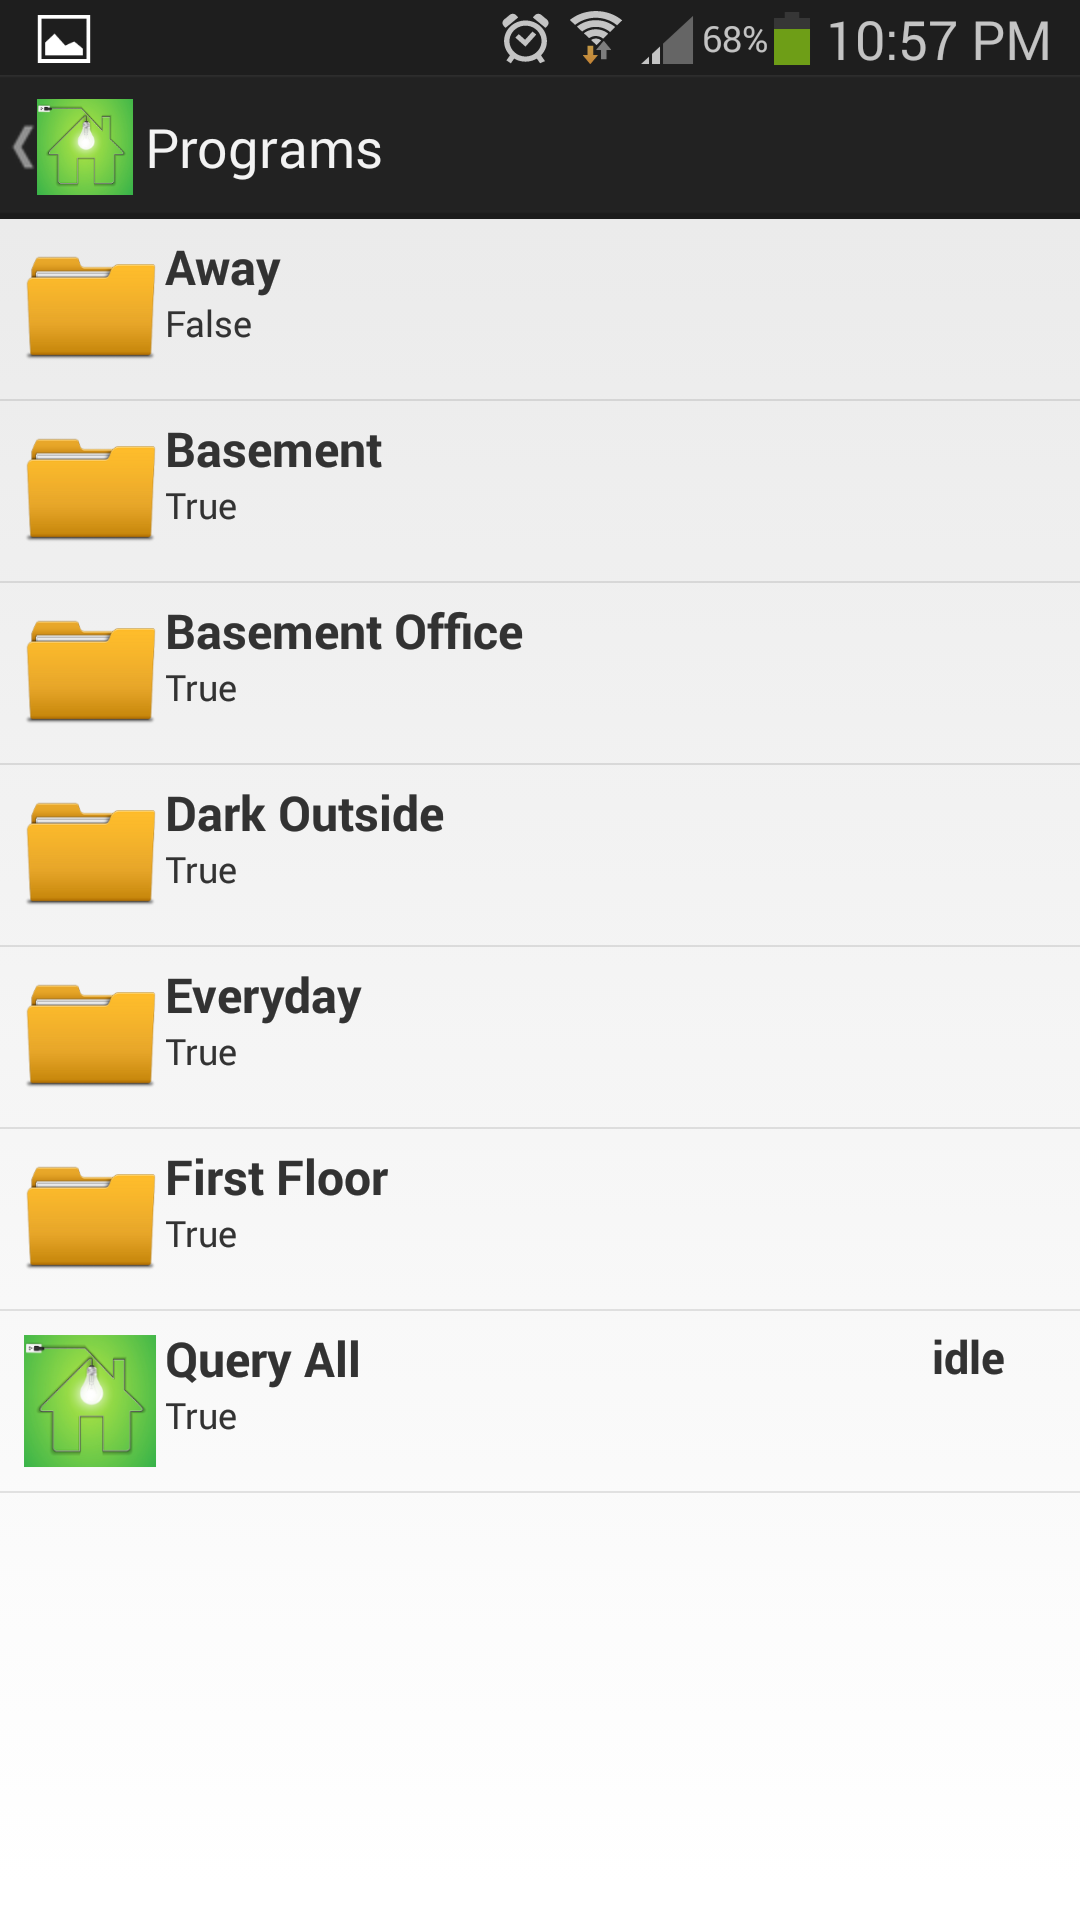 68% 10:57 PM
Programs
Away
False
Basement
True
Basement Office
True
Dark Outside
True
Everyday
True
First Floor
True
Query All idle
True